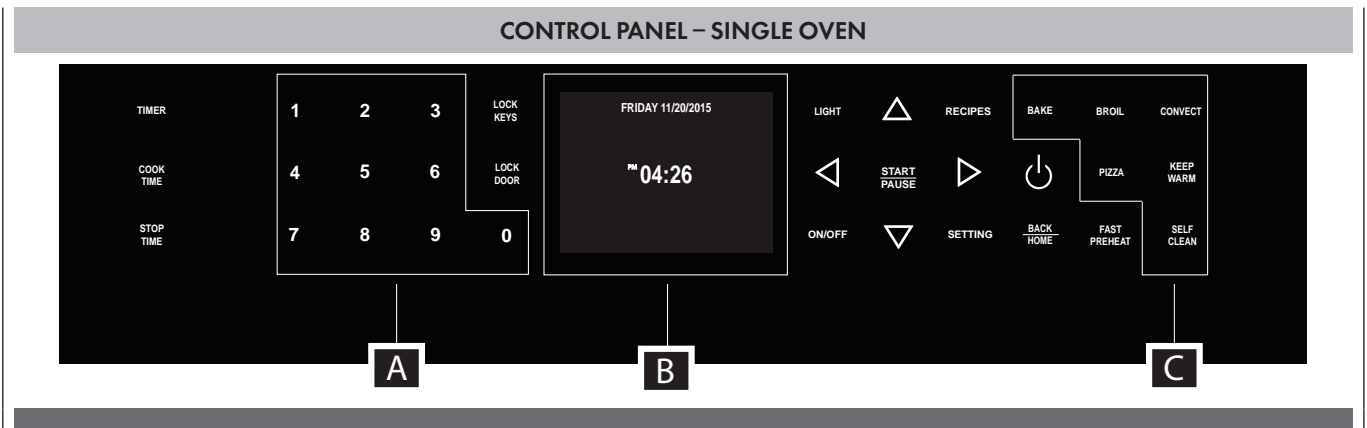 CONTROL PANEL – SINGLE OVEN
TIMER
1 2 3
LOCK
KEYS
FRIDAY 11/20/2015
LIGHT
RECIPES
BAKE
BROIL
CONVECT
COOK
TIME
4 5 6
LOCK
DOOR
PM 04:26
START
PAUSE
PIZZA
KEEP
WARM
STOP
TIME
7 8 9 0
ON/OFF
SETTING
BACK
HOME
FAST
PREHEAT
SELF
CLEAN
A
B
C